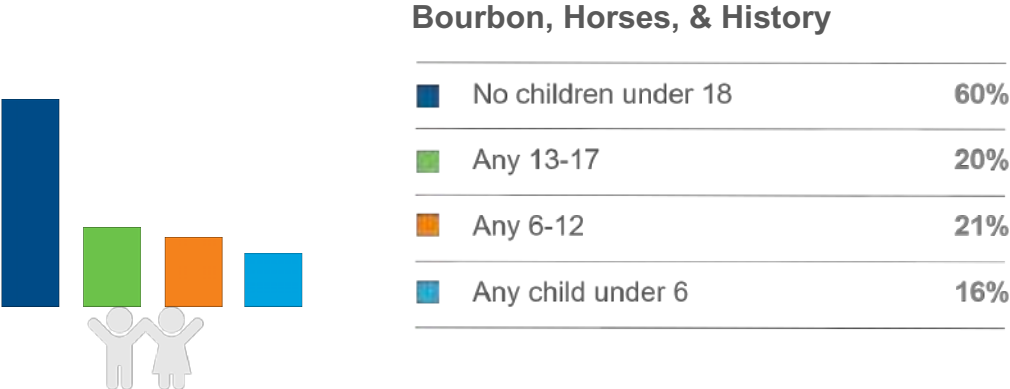 Bourbon, Horses, & History
No children under 18 60%
Any 13-17 20%
Any 6-12 21%
Any child under 6 16%